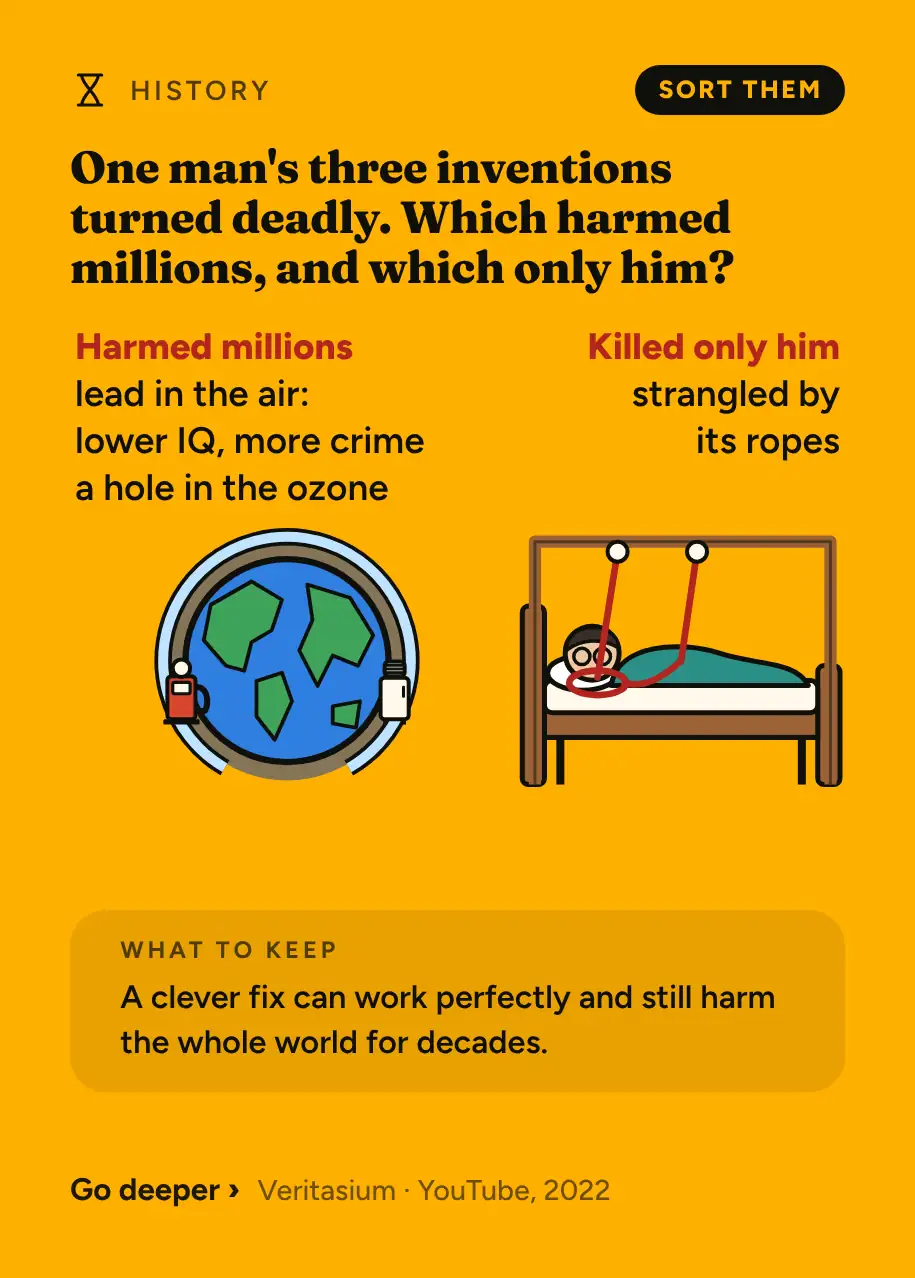 HISTORY
SORT THEM
One man's three inventions
turned deadly. Which harmed
millions, and which only him?
Harmed millions
lead in the air:
lower IQ, more crime
a hole in the ozone
Killed only him
strangled by
its ropes
WHAT TO KEEP
A clever fix can work perfectly and still harm
the whole world for decades.
Go deeper › Veritasium · YouTube, 2022